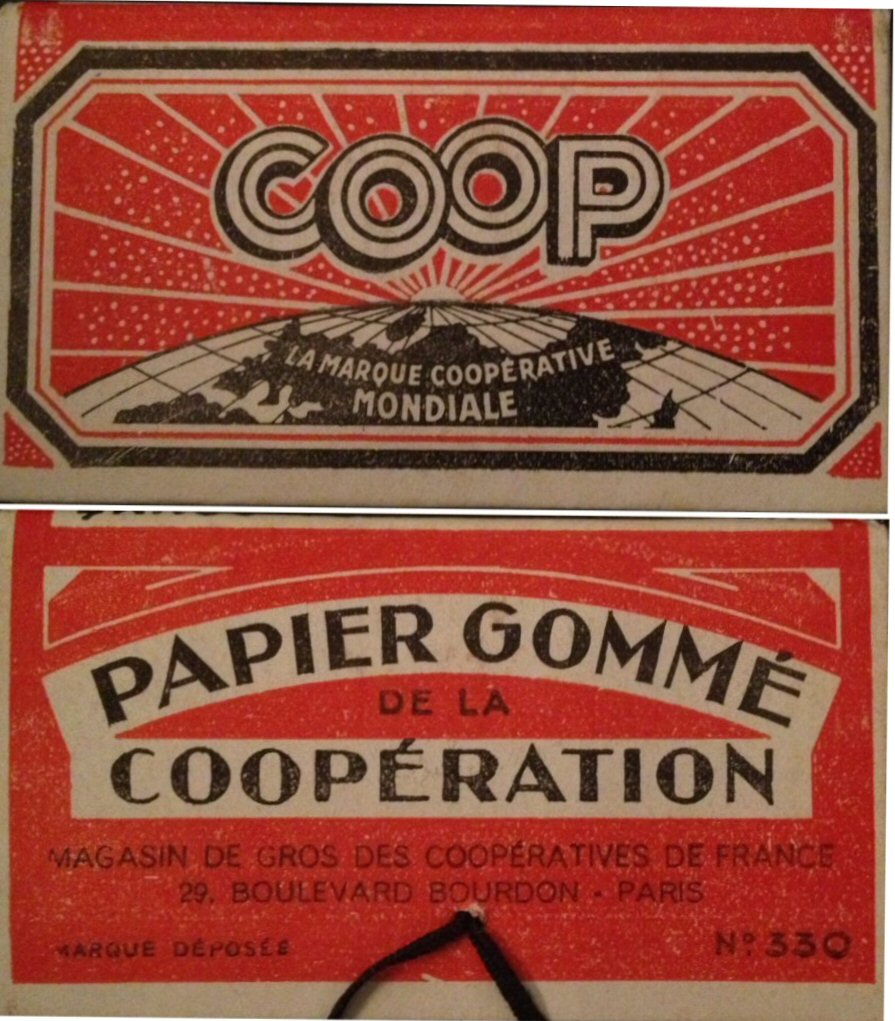 COOP
LA MARQUE COOPÉRATIVE
MONDIALE
PAPIER GOMMÉ
DE LA
COOPÉRATION
MAGASIN DE GROS DES COOPÉRATIVES DE FRANCE
29, BOULEVARD BOURDON - PARIS
MARQUE DÉPOSÉE
Nº 330